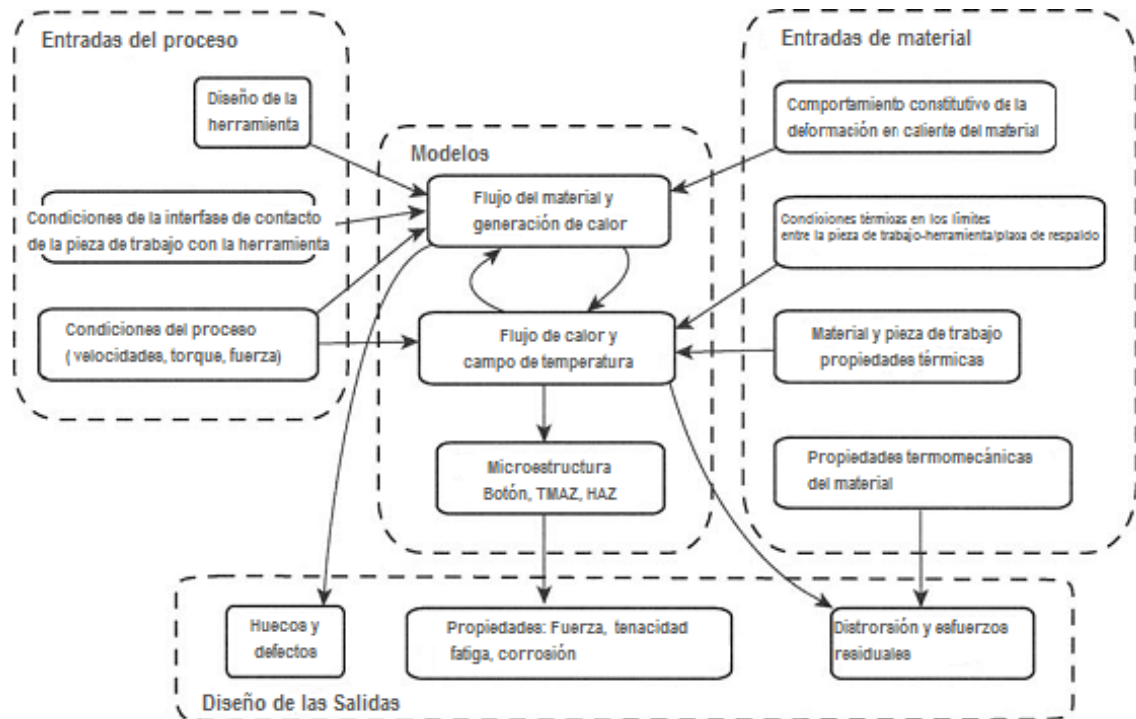 Entradas del proceso
Diseño de la
herramienta
Condiciones de la interfase de contacto
de la pieza de trabajo con la herramienta
Condiciones del proceso
( velocidades, torque, fuerza)
Modelos
Flujo del material y
generación de calor
Flujo de calor y
campo de temperatura
Microestructura
Botón, TMAZ, HAZ
Entradas de material
Comportamiento constitutivo de la
deformación en caliente del material
Condiciones térmicas en los límites
entre la pieza de trabajo-herramienta/placa de respaldo
Material y pieza de trabajo
propiedades térmicas
Propiedades termomecánicas
del material
Huecos y
defectos
Propiedades: Fuerza, tenacidad
fatiga, corrosión
Distrorsión y esfuerzos
residuales
Diseño de las Salidas